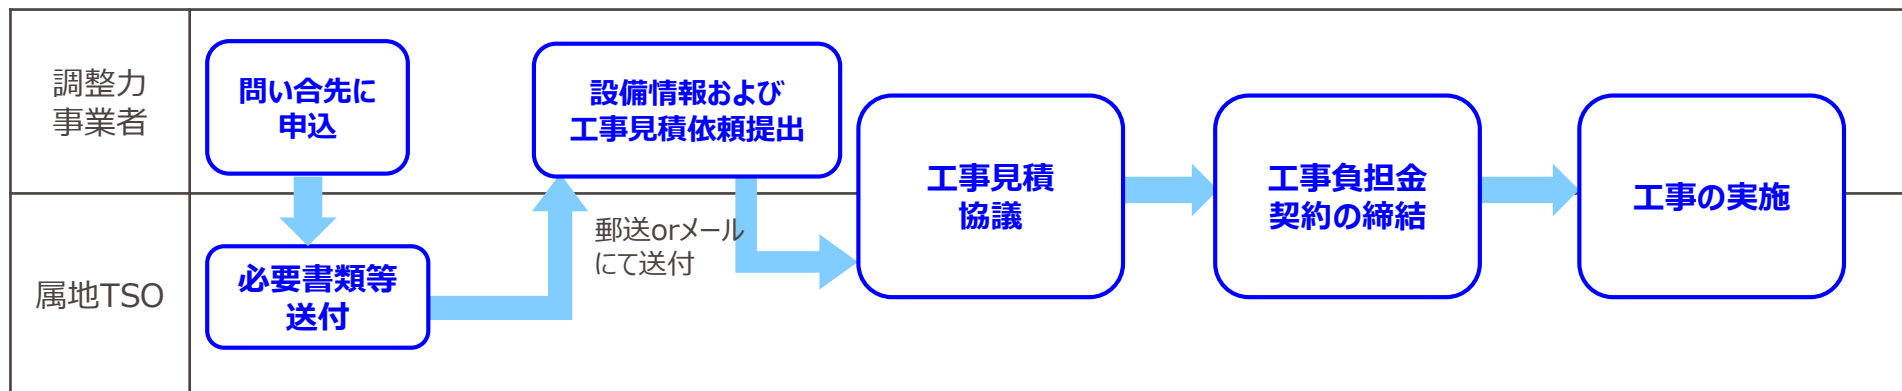 調整力
事業者
問い合先に
申込
設備情報および
工事見積依頼提出
工事見積
協議
工事負担金
契約の締結
工事の実施
属地TSO
必要書類等
送付
郵送orメール
にて送付